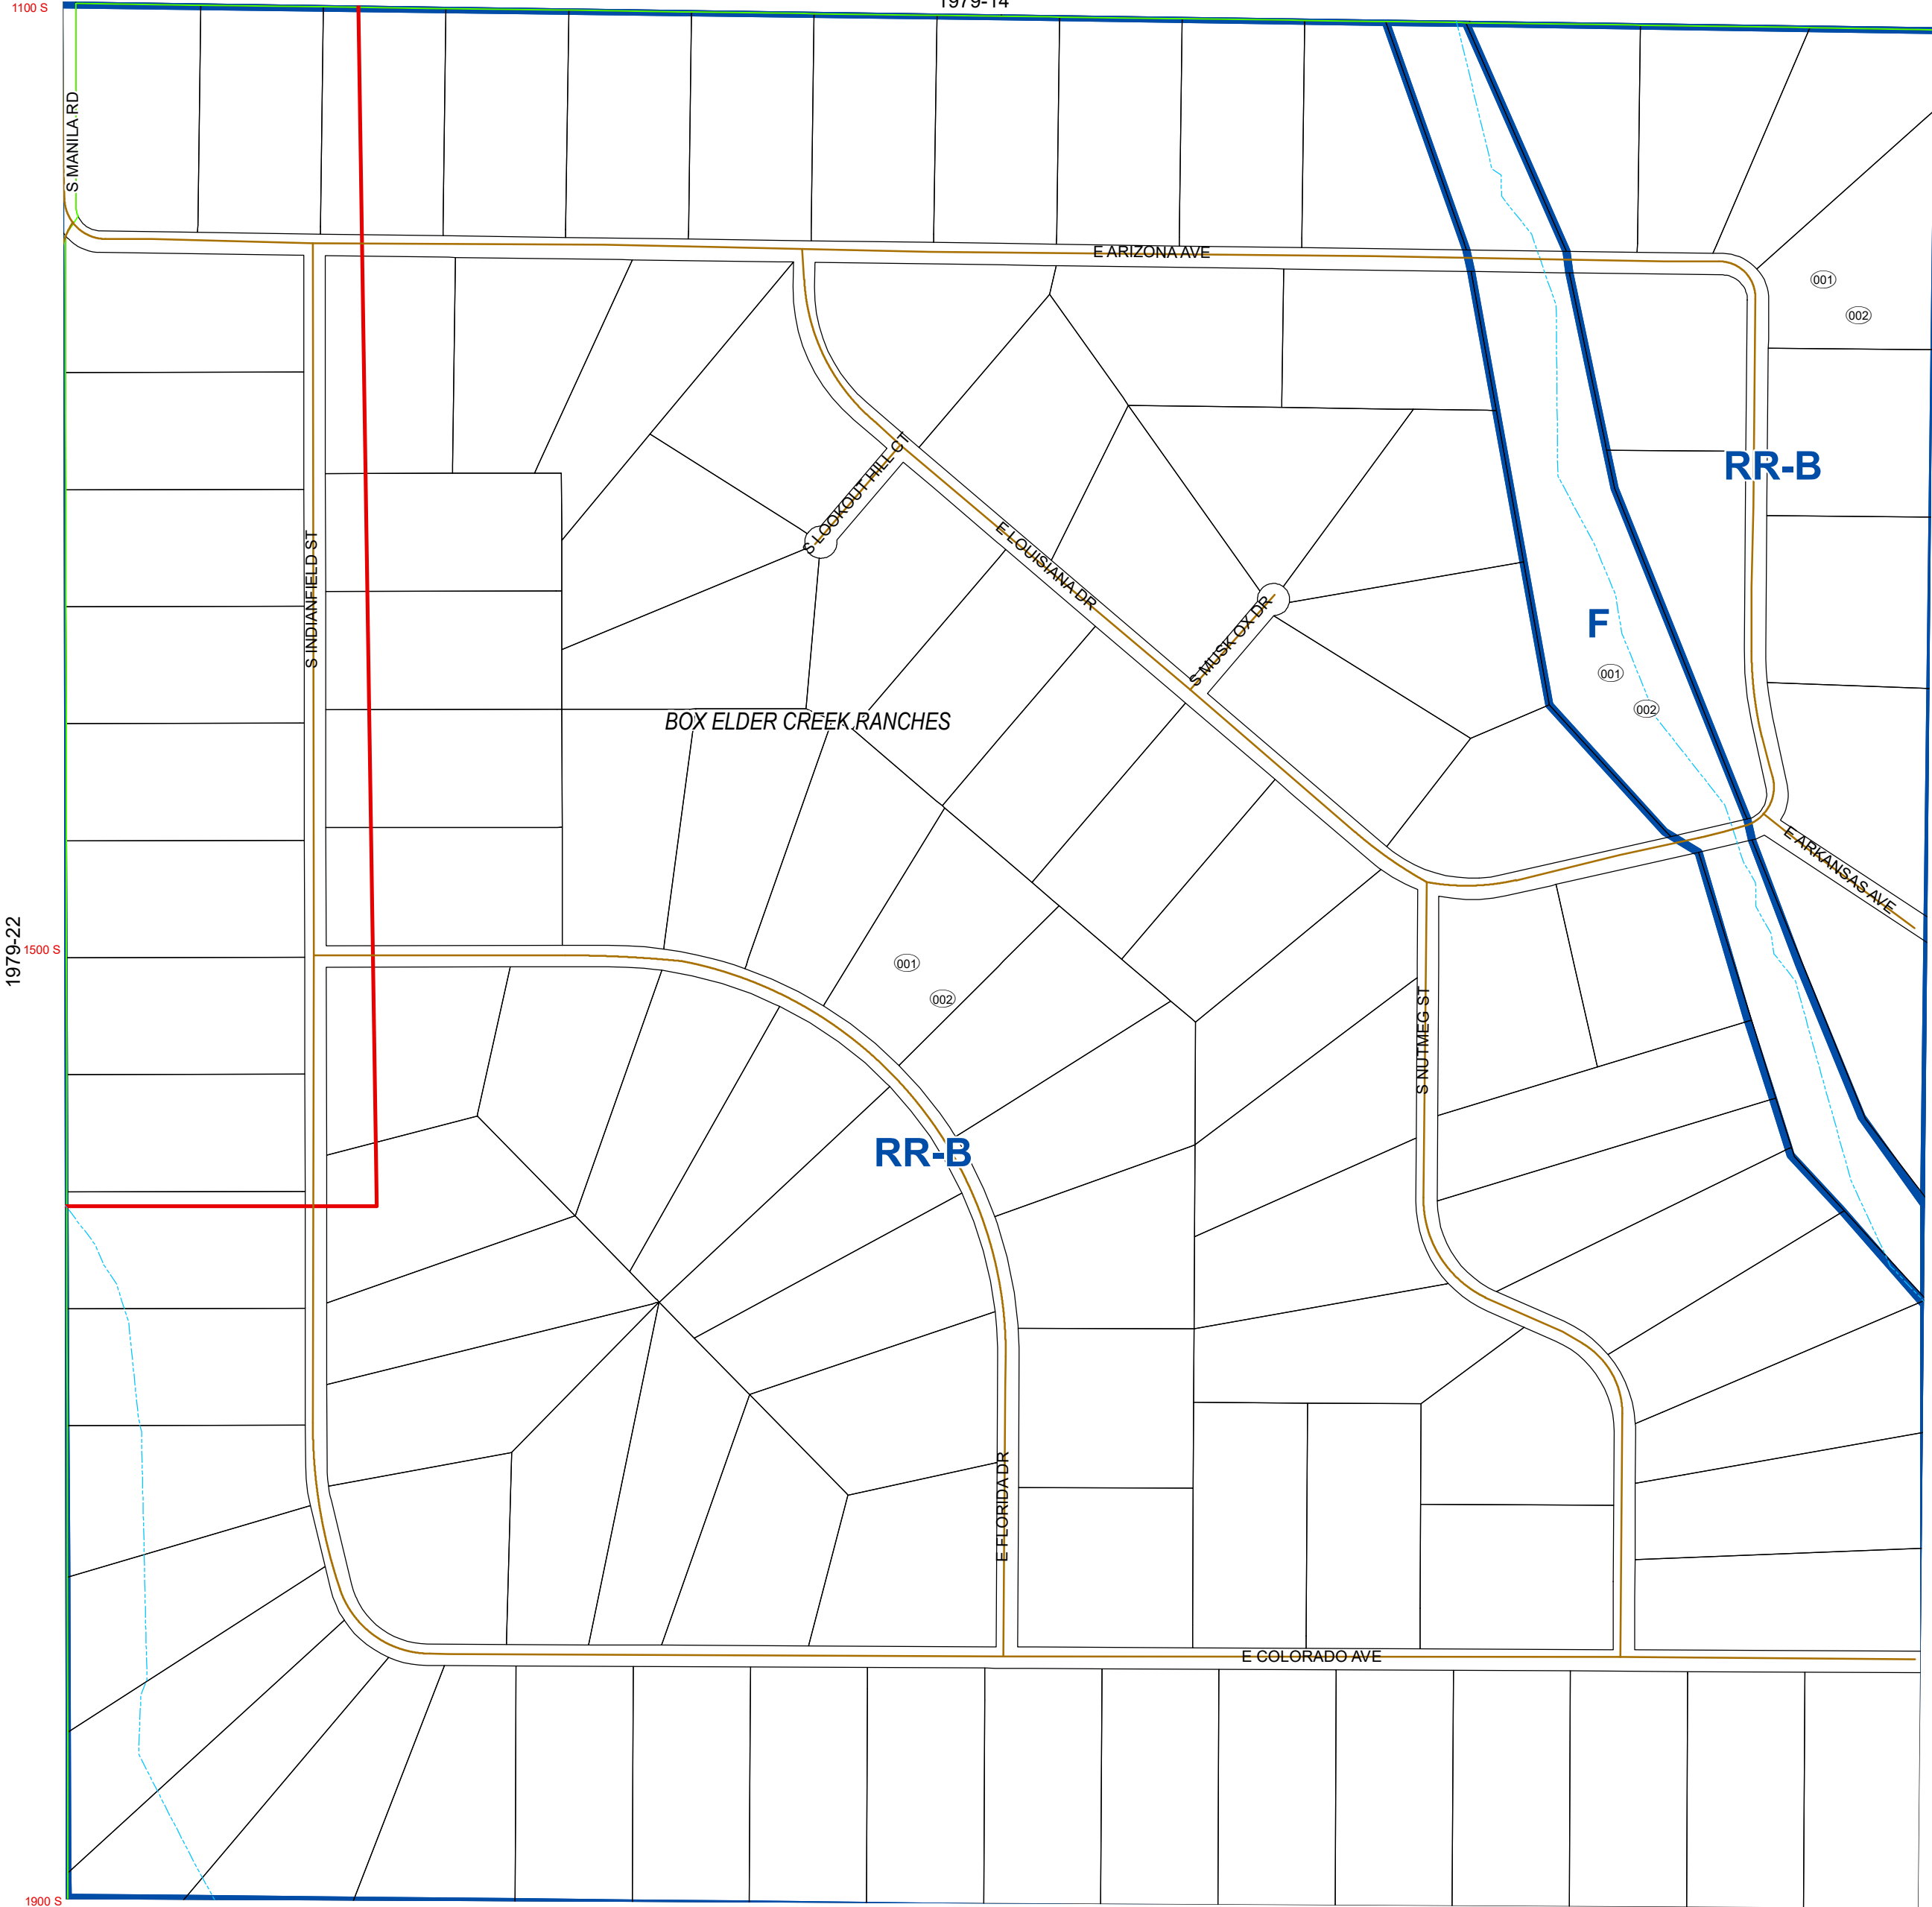 1979-14
1100 S
S MANILA RD
E ARIZONA AVE
001
002
RR-B
S LOOKOUT HILL CT
S INDIANFIELD ST
E LOUISIANA DR
S MUSK OX DR
F
001
002
BOX ELDER CREEK RANCHES
E ARKANSAS AVE
1979-22
1500 S
001
002
S NUTMEG ST
RR-B
E FLORIDA DR
E COLORADO AVE
1900 S